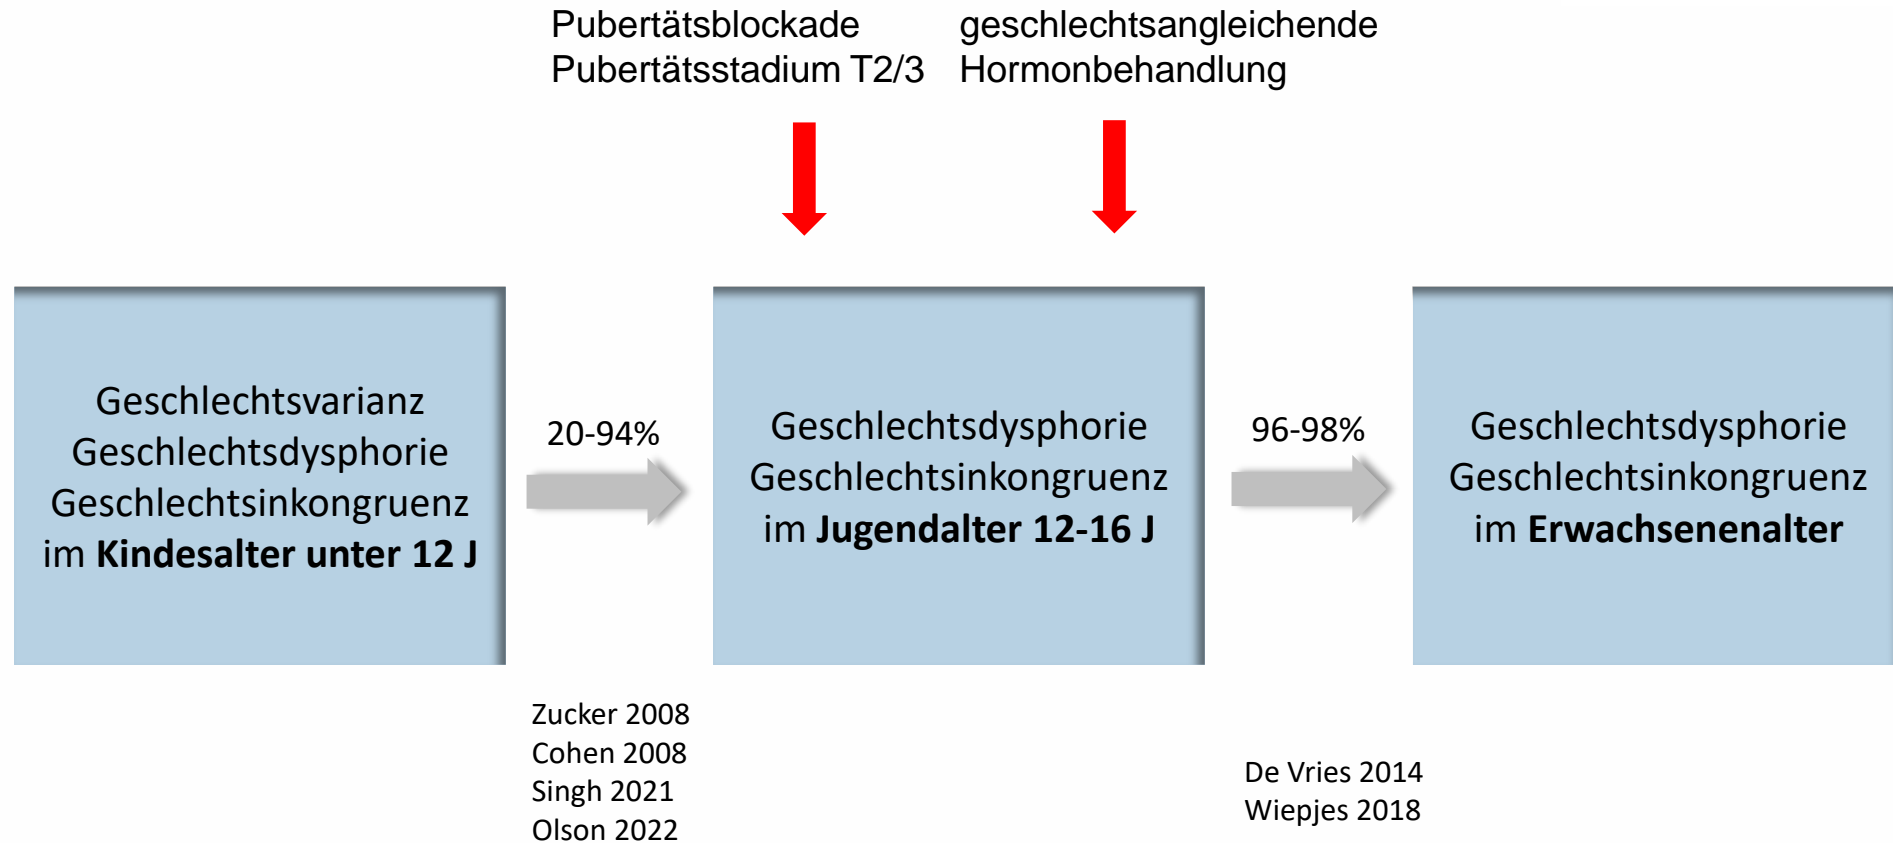 Pubertätsblockade
Pubertätsstadium T2/3
geschlechtsangleichende
Hormonbehandlung
Geschlechtsvarianz
Geschlechtsdysphorie
Geschlechtsinkongruenz
im Kindesalter unter 12 J
20-94%
Geschlechtsdysphorie
Geschlechtsinkongruenz
im Jugendalter 12-16 J
96-98%
Geschlechtsdysphorie
Geschlechtsinkongruenz
im Erwachsenenalter
Zucker 2008
Cohen 2008
Singh 2021
Olson 2022
De Vries 2014
Wiepjes 2018